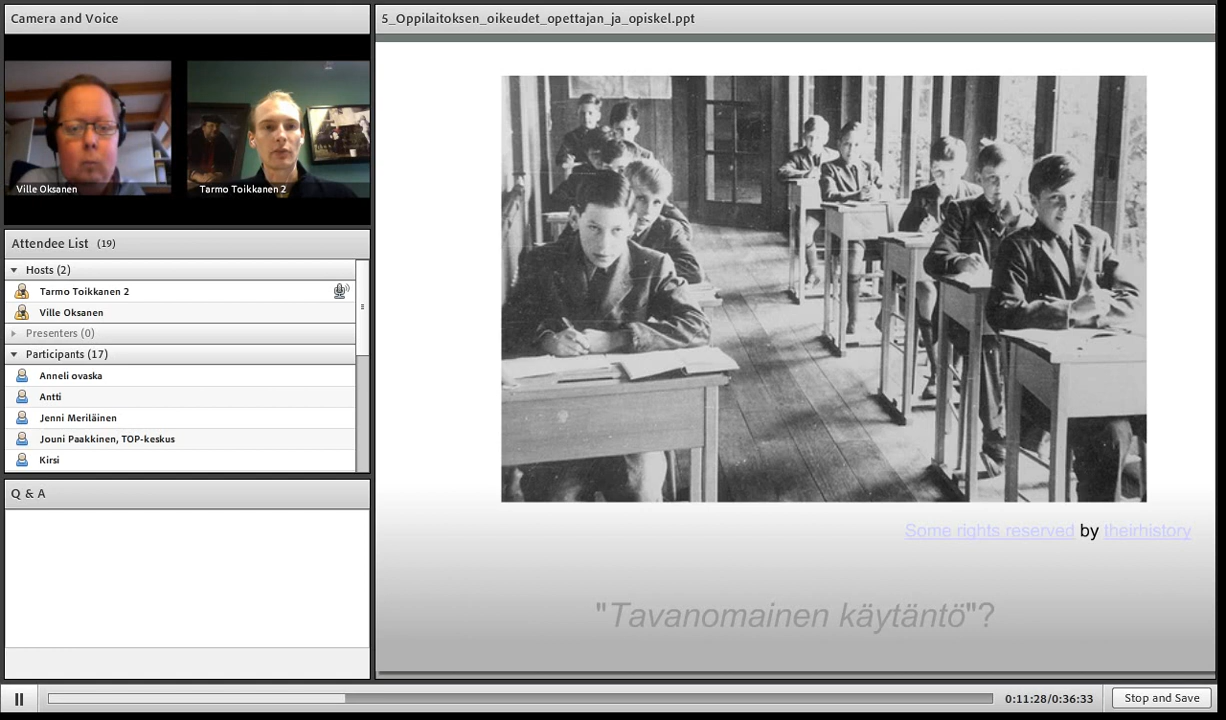 Camera and Voice
Ville Oksanen
Tarmo Toikkanen 2
Attendee List (19)
Hosts (2)
Tarmo Toikkanen 2
Ville Oksanen
Presenters (0)
Participants (17)
Anneli ovaska
Antti
Jenni Meriläinen
Jouni Paakkinen, TOP-keskus
Kirsi
Q & A
5_Oppilaitoksen_oikeudet_opettajan_ja_opiskel.ppt
Some rights reserved by theirhistory
"Tavanomainen käytäntö"?
0:11:28/0:36:33
Stop and Save